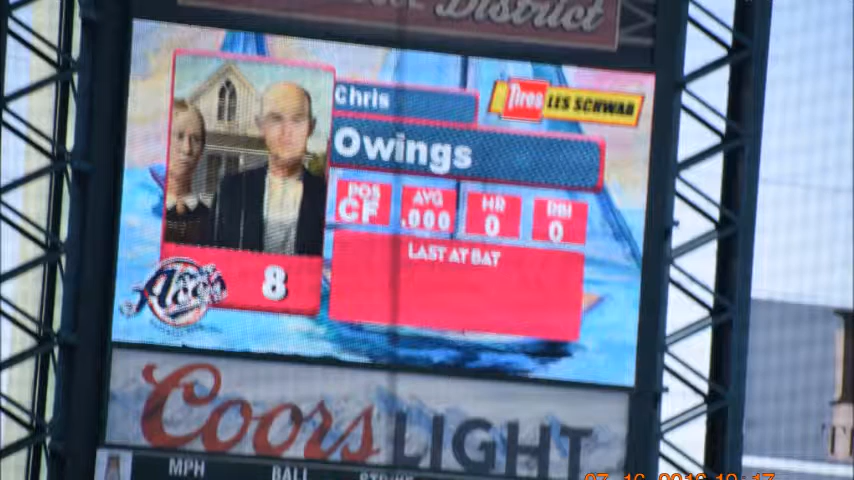 District
Chris
Tires LES SCHWAB
Owings
POS AVG HR RBI
CF .000 0 0
LAST AT BAT
Aces
8
Coors LIGHT
MPH BALL